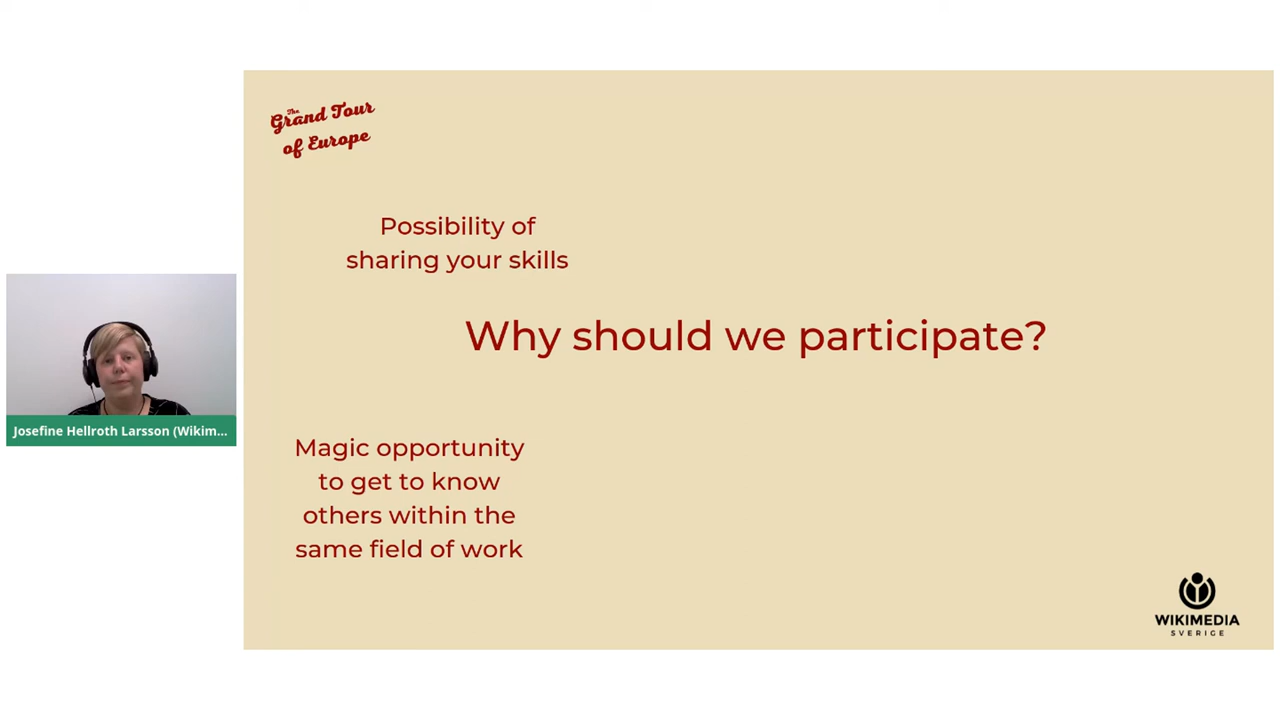 The
Grand Tour
of Europe
Possibility of
sharing your skills
Why should we participate?
Josefine Hellroth Larsson (Wikim...
Magic opportunity
to get to know
others within the
same field of work
WIKIMEDIA
SVERIGE